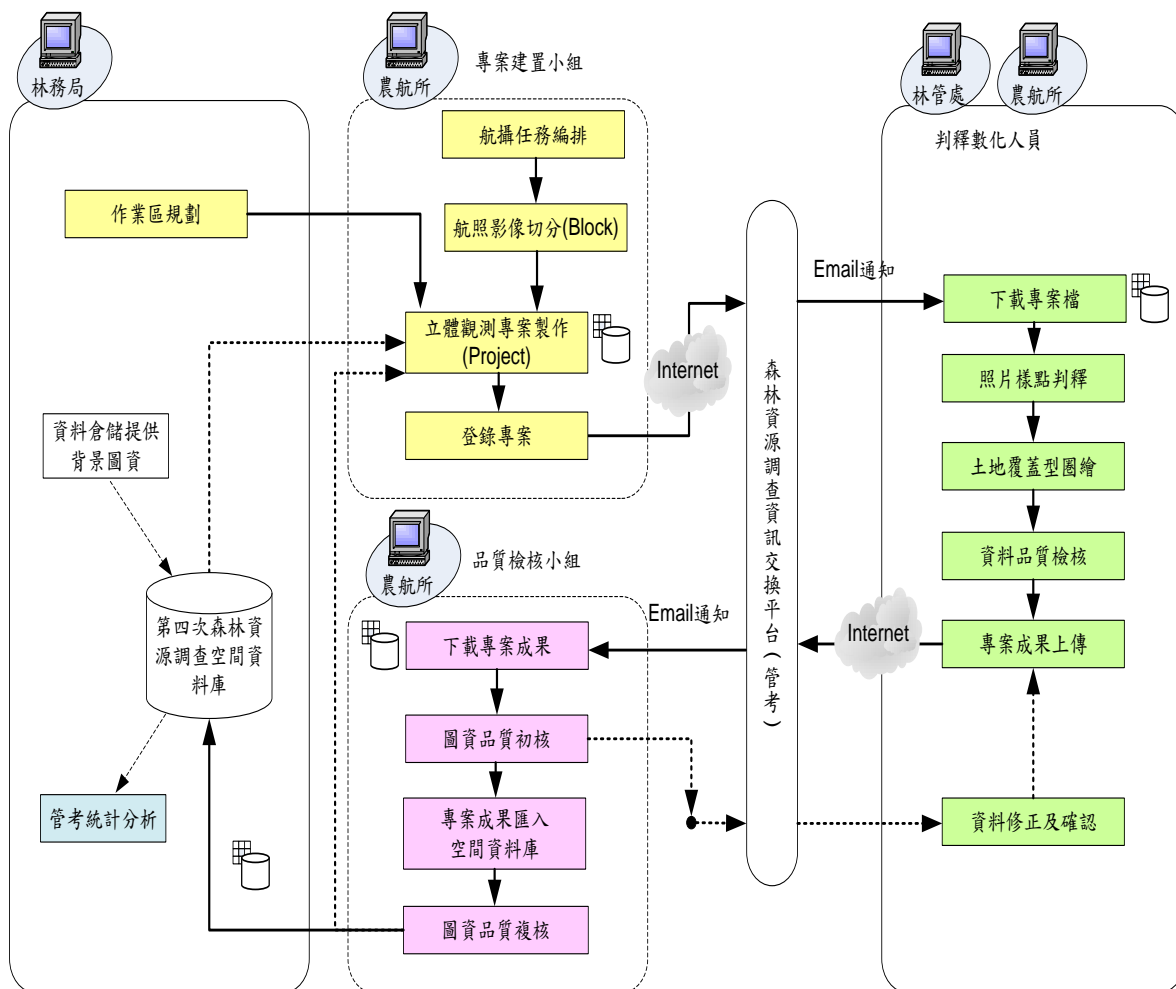 林務局
作業區規劃
資料倉儲提供
背景圖資
第四次森林資
源調查空間資
料庫
管考統計分析
農航所
專案建置小組
航攝任務編排
航照影像切分(Block)
立體觀測專案製作
(Project)
登錄專案
Internet
農航所
品質檢核小組
Email通知
下載專案成果
圖資品質初核
專案成果匯入
空間資料庫
圖資品質複核
森林資源調查資訊交換平台(管考)
林管處
農航所
判釋數化人員
Email通知
下載專案檔
照片樣點判釋
土地覆蓋型圈繪
資料品質檢核
Internet
專案成果上傳
資料修正及確認